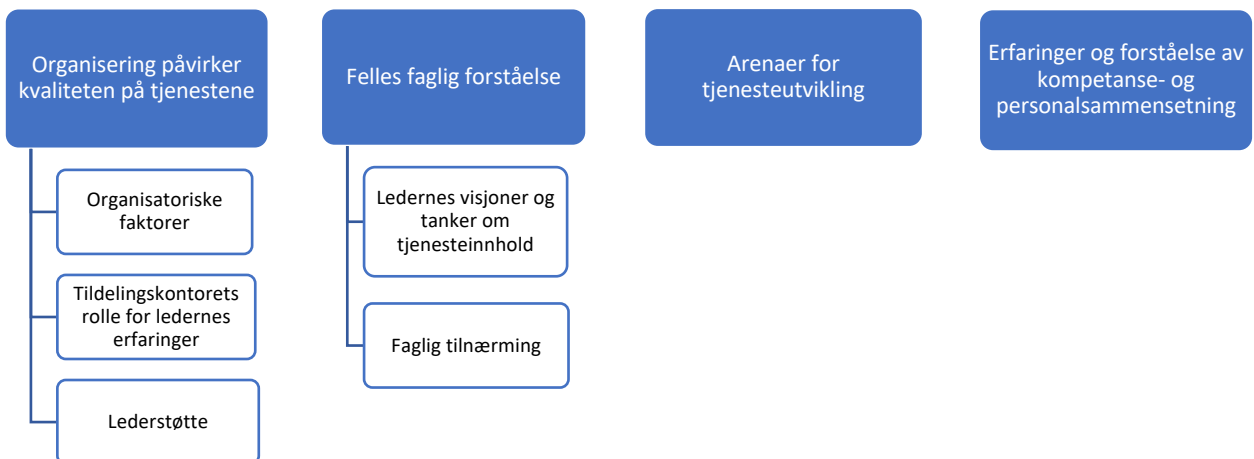 Organisering påvirker
kvaliteten på tjenestene
Organisatoriske
faktorer
Tildelingskontorets
rolle for ledernes
erfaringer
Lederstøtte
Felles faglig forståelse
Ledernes visjoner og
tanker om
tjenesteinnhold
Faglig tilnærming
Arenaer for
tjenesteutvikling
Erfaringer og forståelse av
kompetanse- og
personalsammensetning